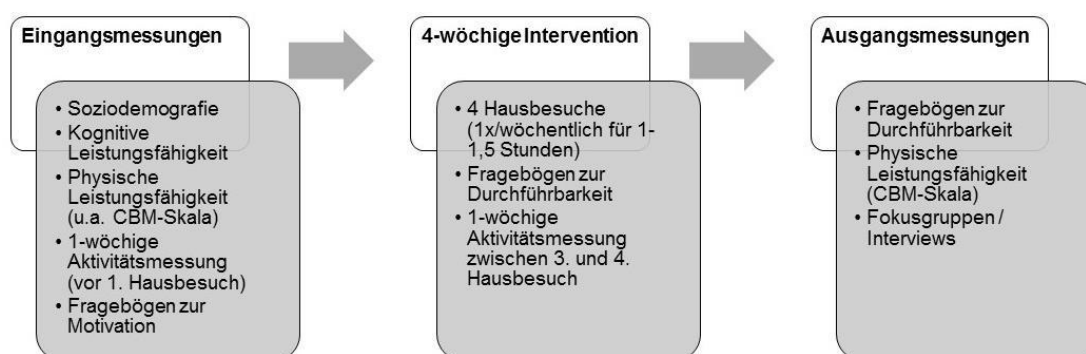 Eingangsmessungen
• Soziodemografie
• Kognitive
Leistungsfähigkeit
• Physische
Leistungsfähigkeit
(u.a. CBM-Skala)
• 1-wöchige
Aktivitätsmessung
(vor 1. Hausbesuch)
• Fragebögen zur
Motivation
4-wöchige Intervention
• 4 Hausbesuche
(1x/wöchentlich für 1-
1,5 Stunden)
• Fragebögen zur
Durchführbarkeit
• 1-wöchige
Aktivitätsmessung
zwischen 3. und 4.
Hausbesuch
Ausgangsmessungen
• Fragebögen zur
Durchführbarkeit
• Physische
Leistungsfähigkeit
(CBM-Skala)
• Fokusgruppen /
Interviews